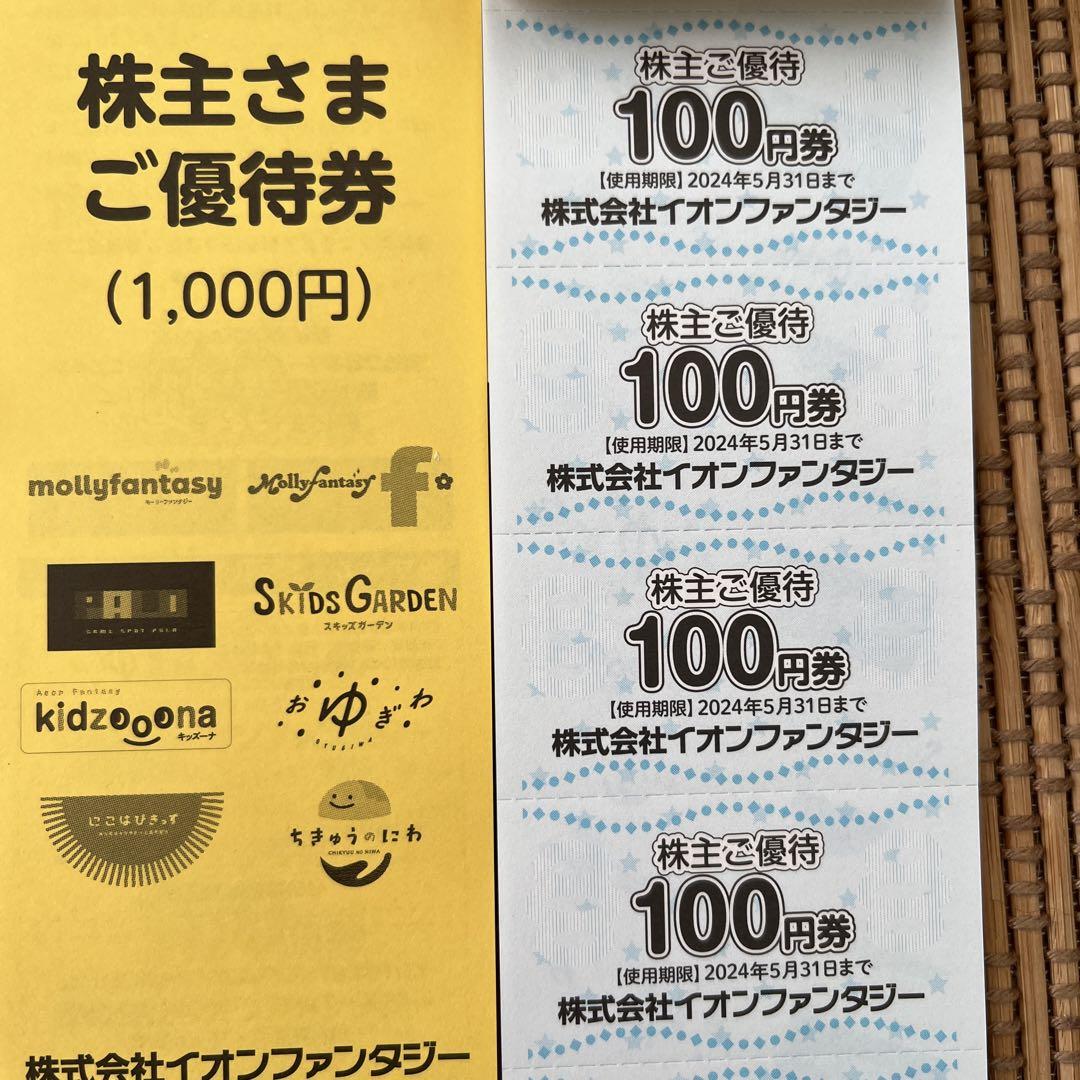 株主さま
ご優待券
(1,000円)
mollyfantasy
モーリーファンタジー
Mollyfantasy f
SKIDS GARDEN
スキッズガーデン
kidzooona
キッズーナ
おゆぎわ
OYUGIWA
にこはぴきっず
ちきゅうのにわ
CHIKYUU NO NIWA
株式会社イオンファンタジー
株主ご優待
100円券
【使用期限】2024年5月31日まで
株式会社イオンファンタジー
株主ご優待
100円券
【使用期限】2024年5月31日まで
株式会社イオンファンタジー
株主ご優待
100円券
【使用期限】2024年5月31日まで
株式会社イオンファンタジー
株主ご優待
100円券
【使用期限】2024年5月31日まで
株式会社イオンファンタジー